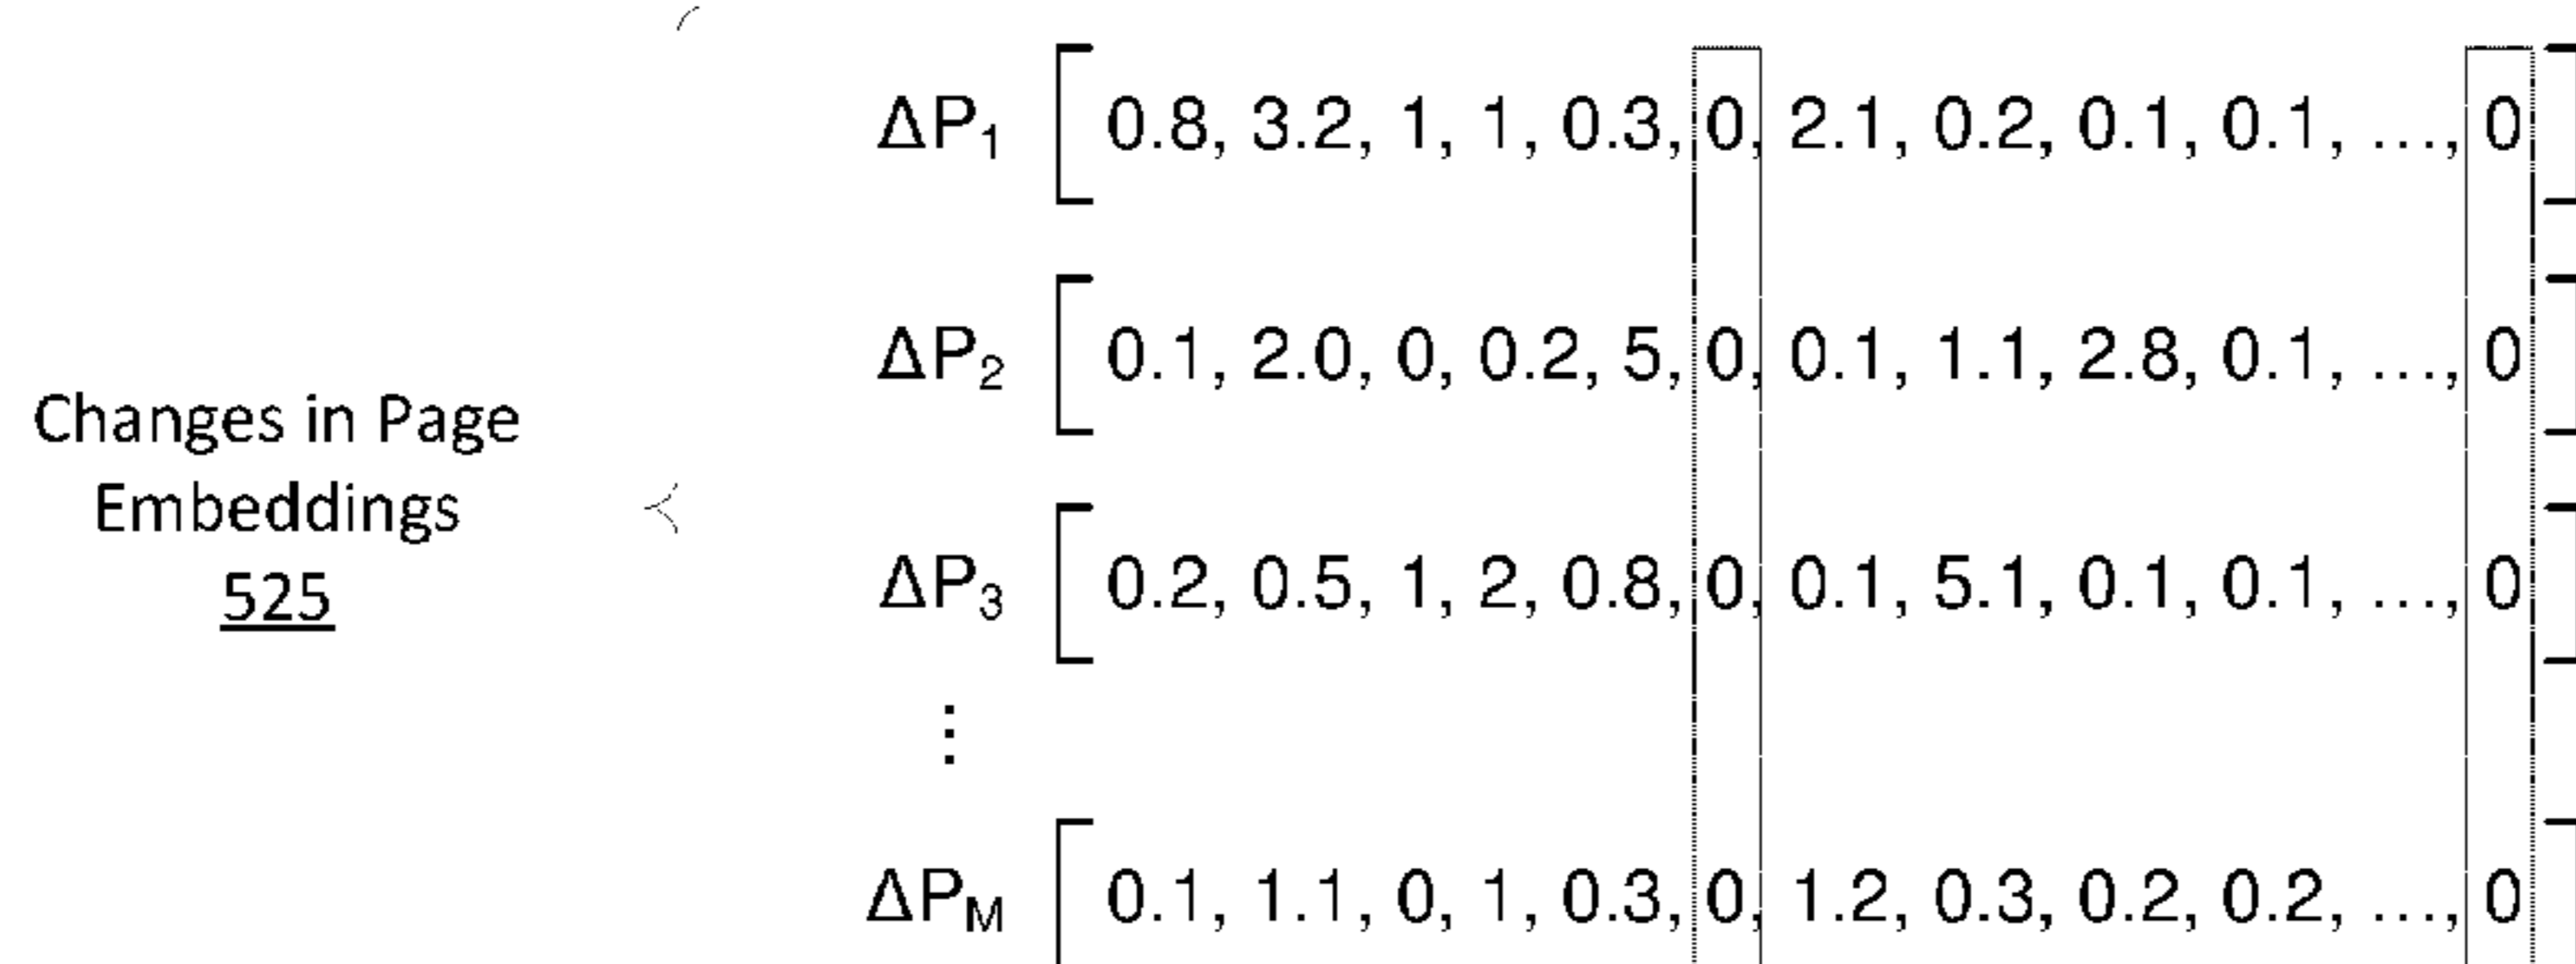 Changes in Page
Embeddings
525
ΔP₁ [ 0.8, 3.2, 1, 1, 0.3, 0, 2.1, 0.2, 0.1, 0.1, ..., 0 ]
ΔP₂ [ 0.1, 2.0, 0, 0.2, 5, 0, 0.1, 1.1, 2.8, 0.1, ..., 0 ]
ΔP₃ [ 0.2, 0.5, 1, 2, 0.8, 0, 0.1, 5.1, 0.1, 0.1, ..., 0 ]
⋮
ΔP_M [ 0.1, 1.1, 0, 1, 0.3, 0, 1.2, 0.3, 0.2, 0.2, ..., 0 ]